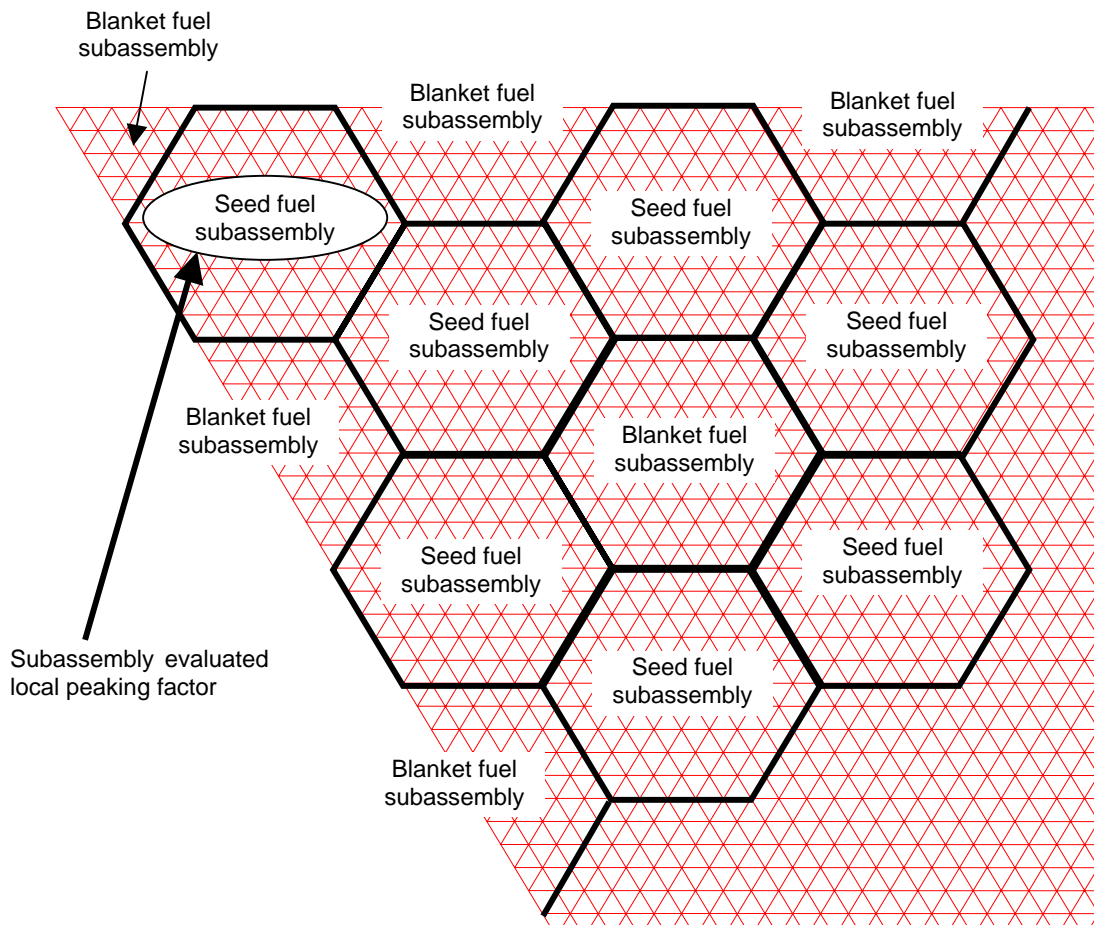 Blanket fuel
subassembly
Blanket fuel
subassembly
Blanket fuel
subassembly
Seed fuel
subassembly
Seed fuel
subassembly
Seed fuel
subassembly
Seed fuel
subassembly
Blanket fuel
subassembly
Blanket fuel
subassembly
Seed fuel
subassembly
Seed fuel
subassembly
Subassembly evaluated
local peaking factor
Seed fuel
subassembly
Blanket fuel
subassembly